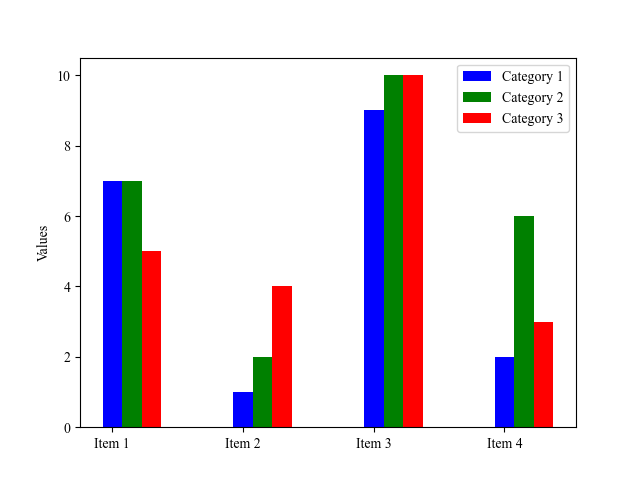 Category 1
Category 2
Category 3
Values
10
8
6
4
2
0
Item 1 Item 2 Item 3 Item 4